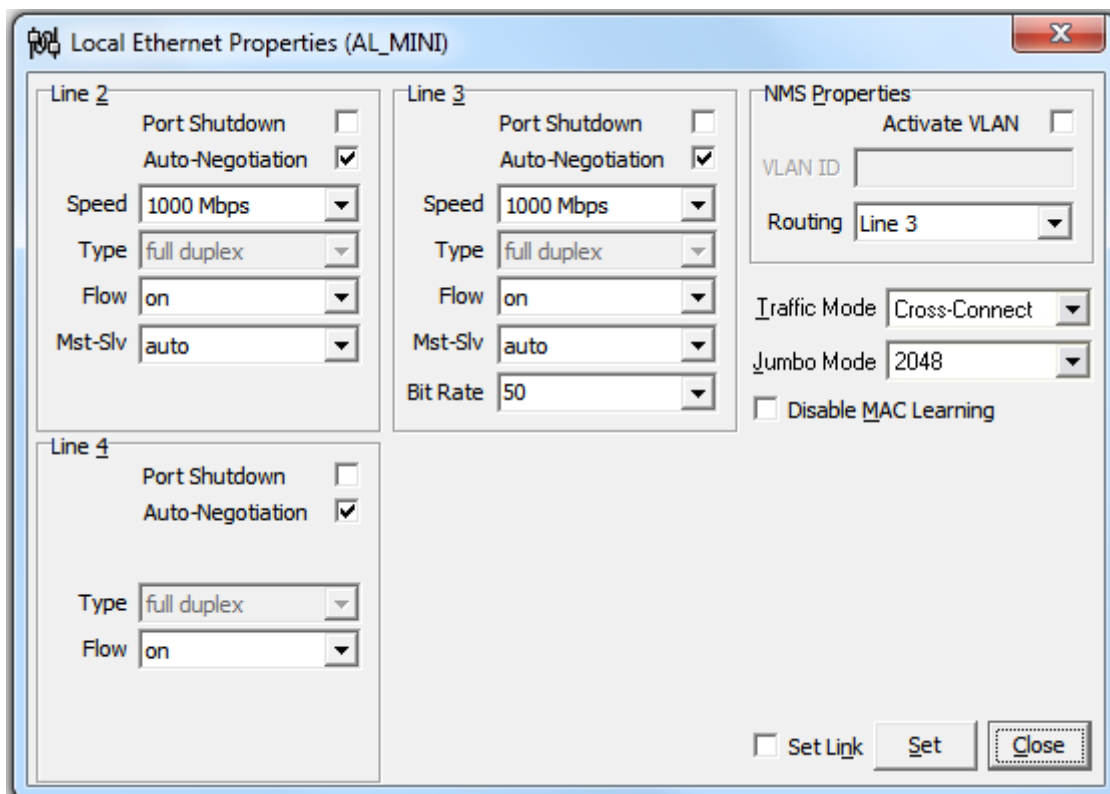 Local Ethernet Properties (AL_MINI)
Line 2
Port Shutdown
Auto-Negotiation
Speed 1000 Mbps
Type full duplex
Flow on
Mst-Slv auto
Line 3
Port Shutdown
Auto-Negotiation
Speed 1000 Mbps
Type full duplex
Flow on
Mst-Slv auto
Bit Rate 50
NMS Properties
Activate VLAN
VLAN ID
Routing Line 3
Traffic Mode Cross-Connect
Jumbo Mode 2048
Disable MAC Learning
Line 4
Port Shutdown
Auto-Negotiation
Type full duplex
Flow on
Set Link Set Close